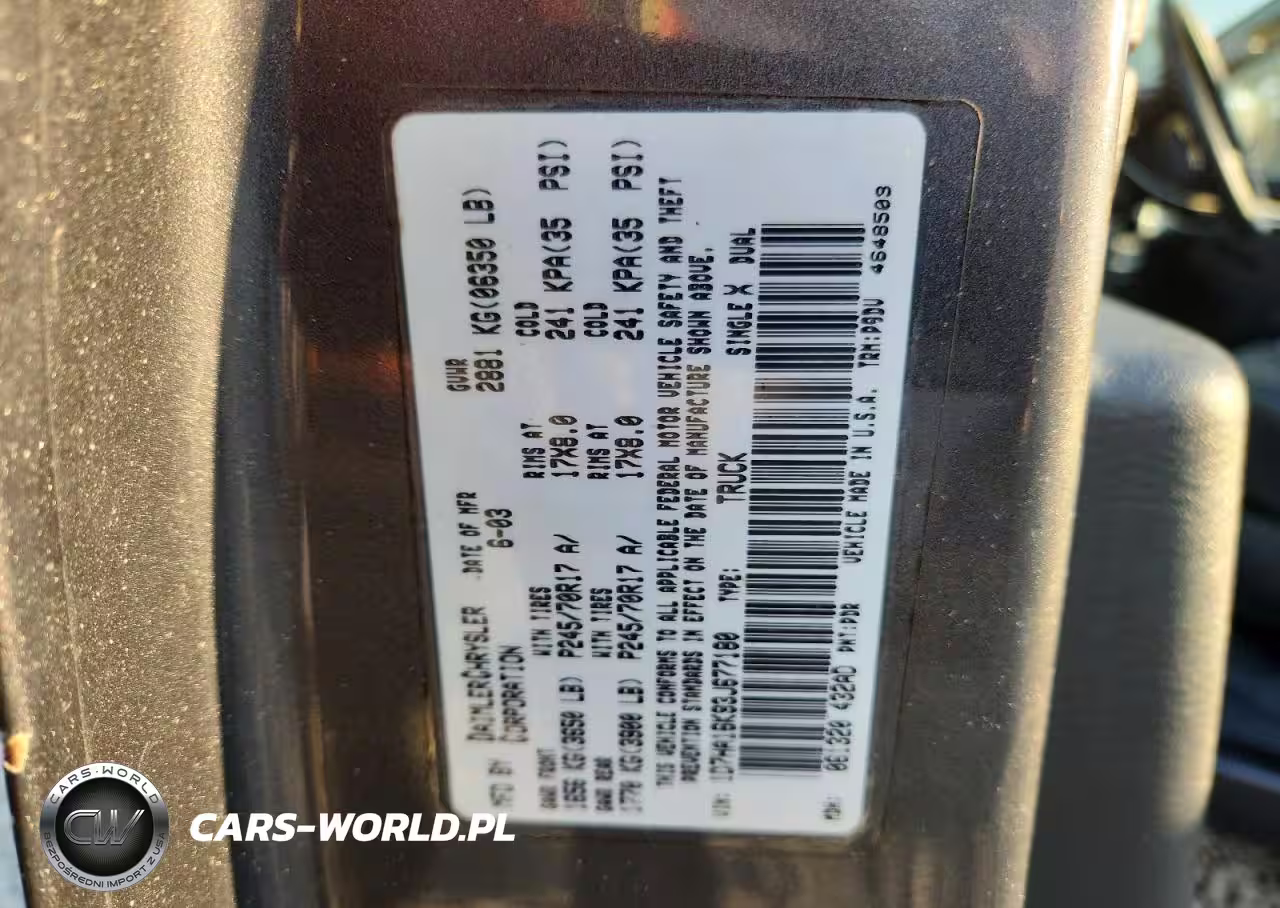 MFD BY DAIMLERCHRYSLER CORPORATION
DATE OF MFR 6-03
GVWR 2881 KG(06350 LB)
GAWR FRONT WITH TIRES RIMS AT COLD
1656 KG(3650 LB) P245/70R17 A/ 17X8.0 241 KPA(35 PSI)
GAWR REAR WITH TIRES RIMS AT COLD
1770 KG(3900 LB) P245/70R17 A/ 17X8.0 241 KPA(35 PSI)
THIS VEHICLE CONFORMS TO ALL APPLICABLE FEDERAL MOTOR VEHICLE SAFETY AND THEFT
PREVENTION STANDARDS IN EFFECT ON THE DATE OF MANUFACTURE SHOWN ABOVE.
VIN: TYPE: TRUCK SINGLE X DUAL
MDH: 06 320 432AD PNT:PDR VEHICLE MADE IN U.S.A. TRM:P9DV 4648509
CARS-WORLD
CW
BEZPOŚREDNI IMPORT Z USA
CARS-WORLD.PL